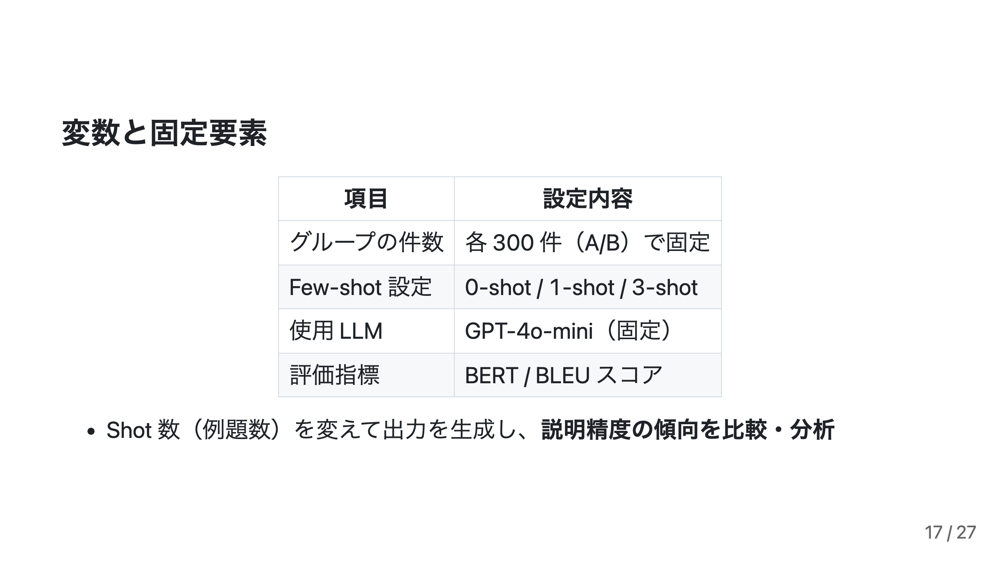 変数と固定要素
項目 設定内容
グループの件数 各 300 件（A/B）で固定
Few-shot 設定 0-shot / 1-shot / 3-shot
使用 LLM GPT-4o-mini（固定）
評価指標 BERT / BLEU スコア
• Shot 数（例題数）を変えて出力を生成し、説明精度の傾向を比較・分析
17 / 27